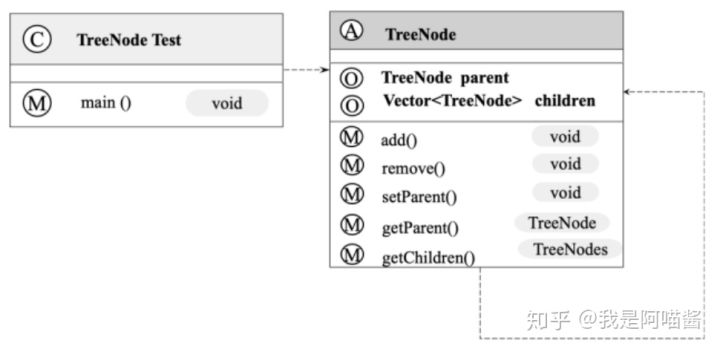 C TreeNode Test
M main () void
A TreeNode
O TreeNode parent
O Vector<TreeNode> children
M add() void
M remove() void
M setParent() void
M getParent() TreeNode
M getChildren() TreeNodes
知乎 @我是阿喵酱